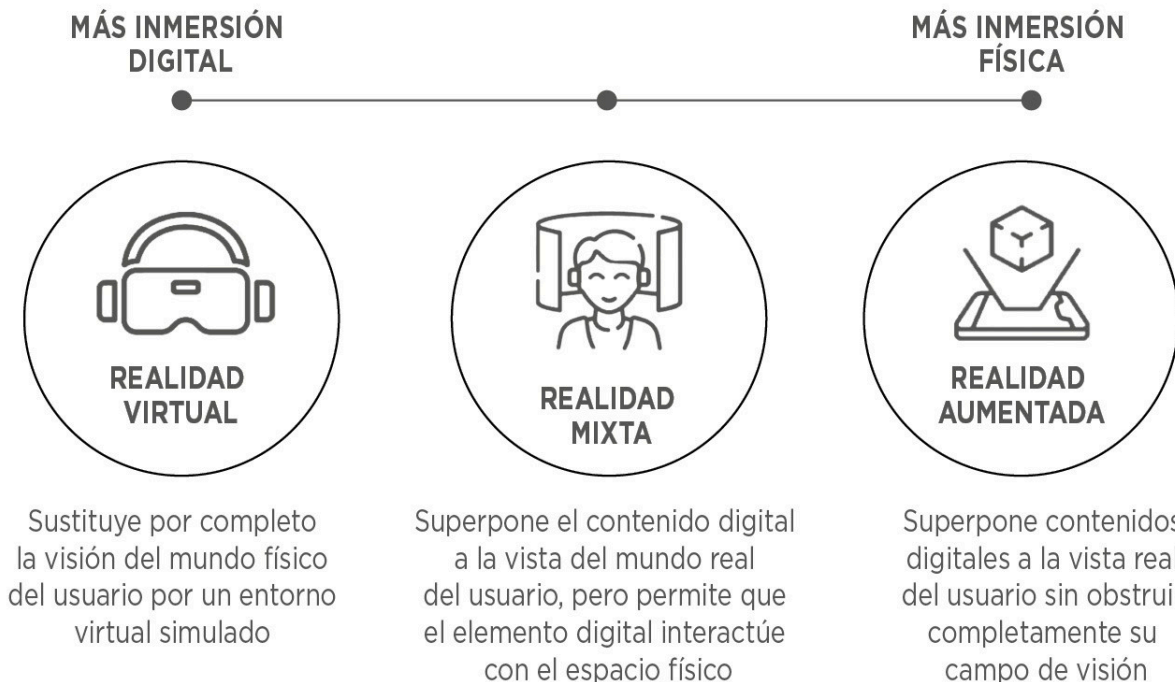 MÁS INMERSIÓN
DIGITAL
MÁS INMERSIÓN
FÍSICA
REALIDAD
VIRTUAL
REALIDAD
MIXTA
REALIDAD
AUMENTADA
Sustituye por completo
la visión del mundo físico
del usuario por un entorno
virtual simulado
Superpone el contenido digital
a la vista del mundo real
del usuario, pero permite que
el elemento digital interactúe
con el espacio físico
Superpone contenidos
digitales a la vista rea
del usuario sin obstrui
completamente su
campo de visión